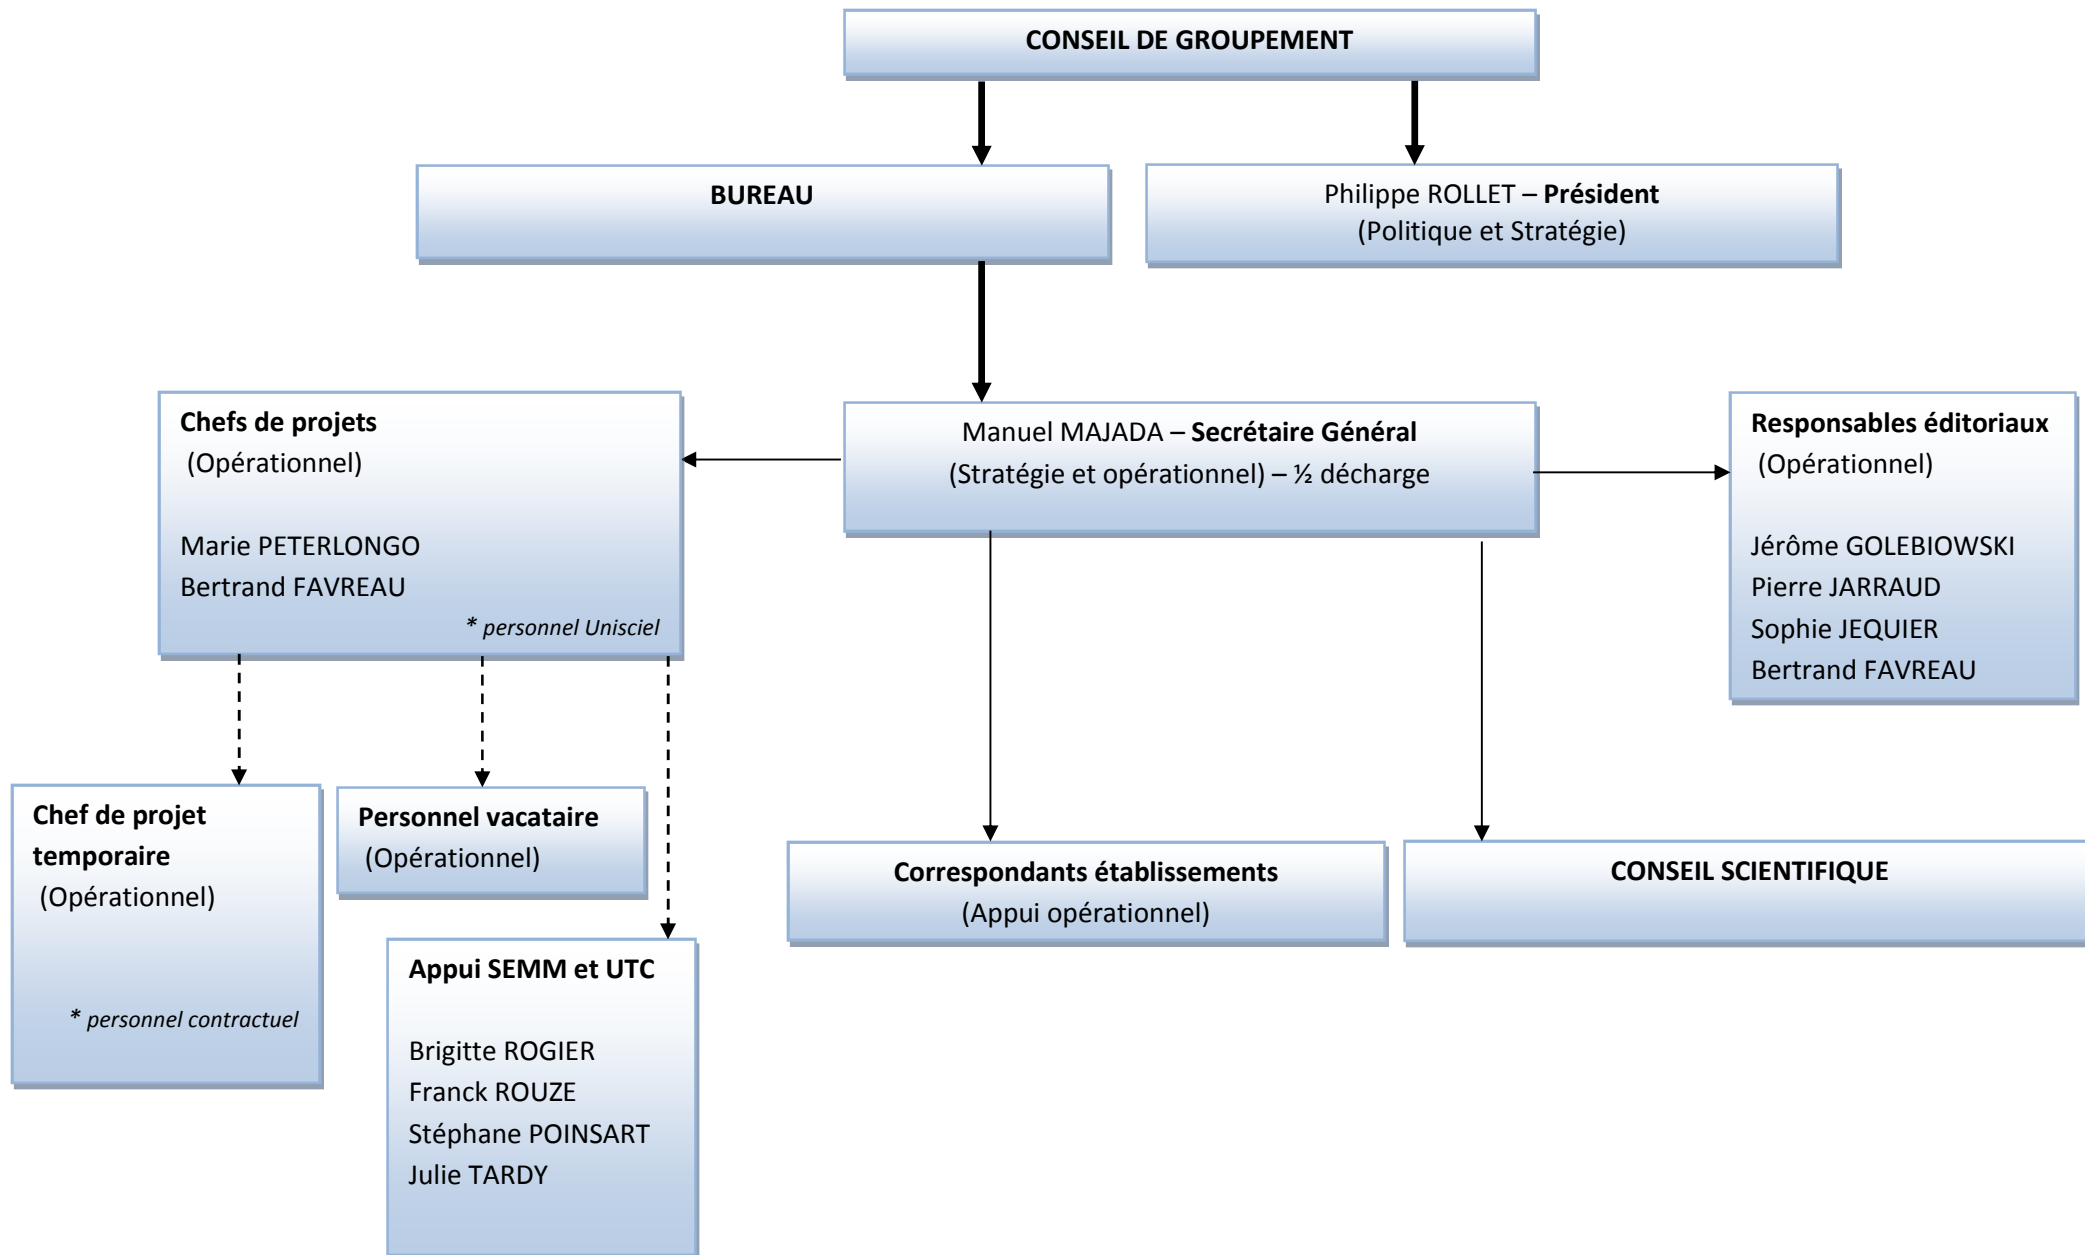 CONSEIL DE GROUPEMENT
BUREAU
Philippe ROLLET – Président
(Politique et Stratégie)
Chefs de projets
(Opérationnel)
Marie PETERLONGO
Bertrand FAVREAU
* personnel Unisciel
Manuel MAJADA – Secrétaire Général
(Stratégie et opérationnel) – ½ décharge
Responsables éditoriaux
(Opérationnel)
Jérôme GOLEBIOWSKI
Pierre JARRAUD
Sophie JEQUIER
Bertrand FAVREAU
Chef de projet
temporaire
(Opérationnel)
* personnel contractuel
Personnel vacataire
(Opérationnel)
Appui SEMM et UTC
Brigitte ROGIER
Franck ROUZE
Stéphane POINSART
Julie TARDY
Correspondants établissements
(Appui opérationnel)
CONSEIL SCIENTIFIQUE